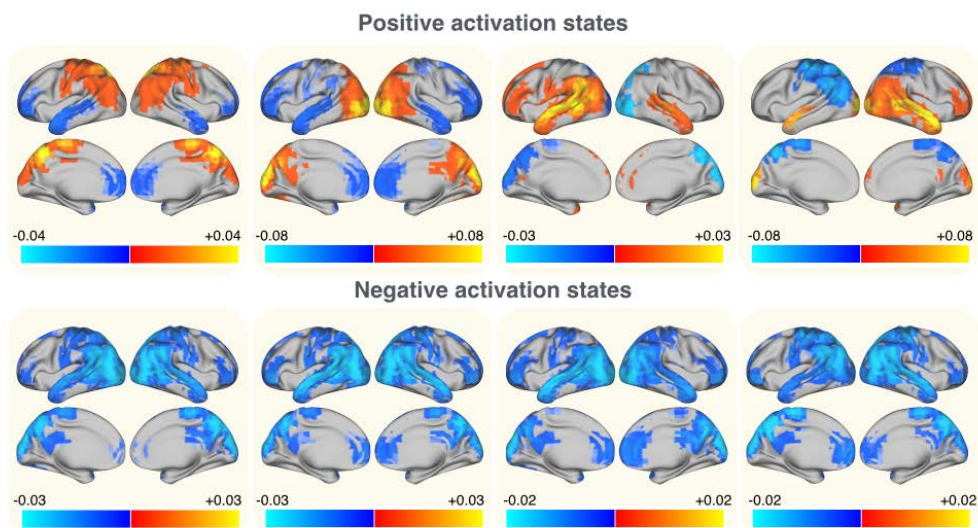 Positive activation states
-0.04 +0.04 -0.08 +0.08 -0.03 +0.03 -0.08 +0.08
Negative activation states
-0.03 +0.03 -0.03 +0.03 -0.02 +0.02 -0.02 +0.02